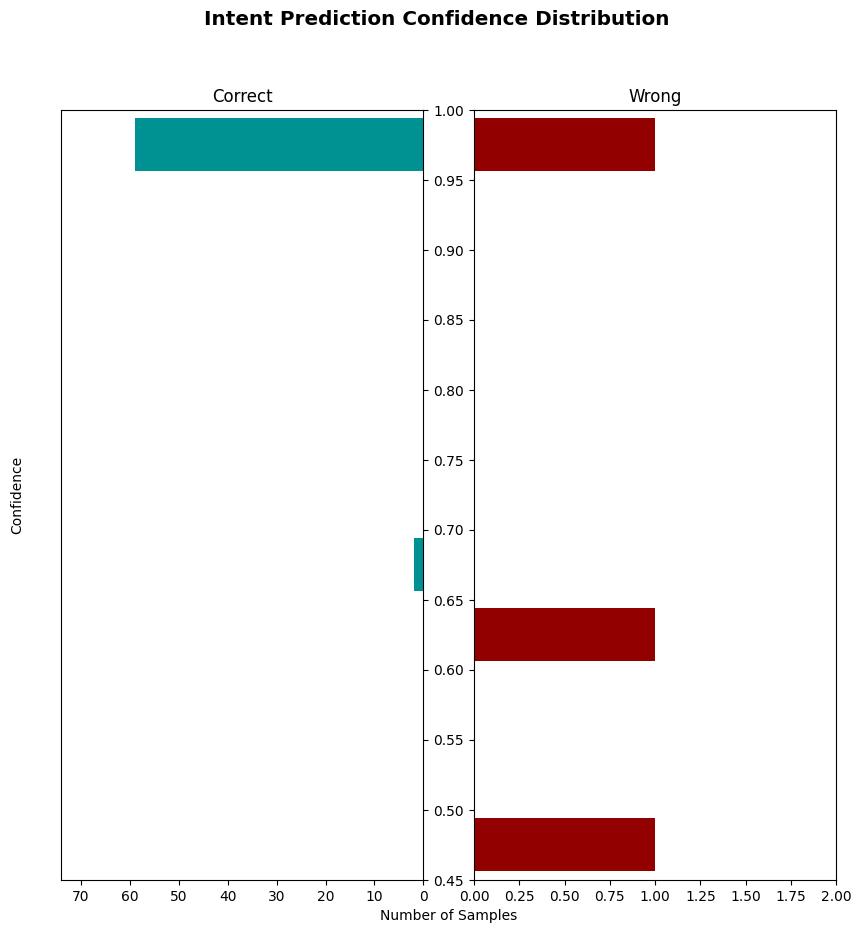 Intent Prediction Confidence Distribution
Correct
Wrong
1.00
0.95
0.90
0.85
0.80
0.75
0.70
0.65
0.60
0.55
0.50
0.45
Confidence
70 60 50 40 30 20 10 0
0.00 0.25 0.50 0.75 1.00 1.25 1.50 1.75 2.00
Number of Samples